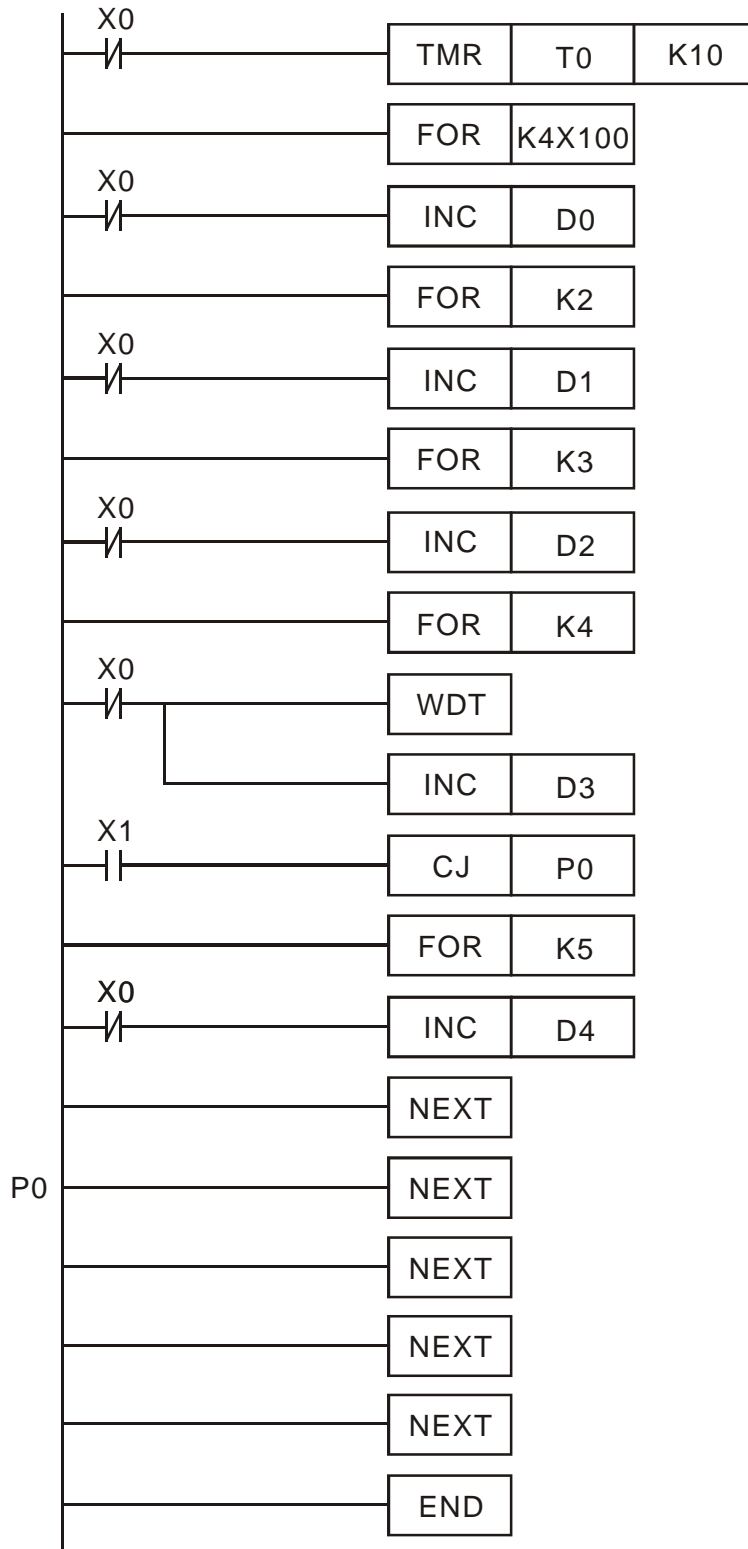 X0
TMR T0 K10
FOR K4X100
X0
INC D0
FOR K2
X0
INC D1
FOR K3
X0
INC D2
FOR K4
X0
WDT
INC D3
X1
CJ P0
FOR K5
X0
INC D4
NEXT
P0 NEXT
NEXT
NEXT
NEXT
END